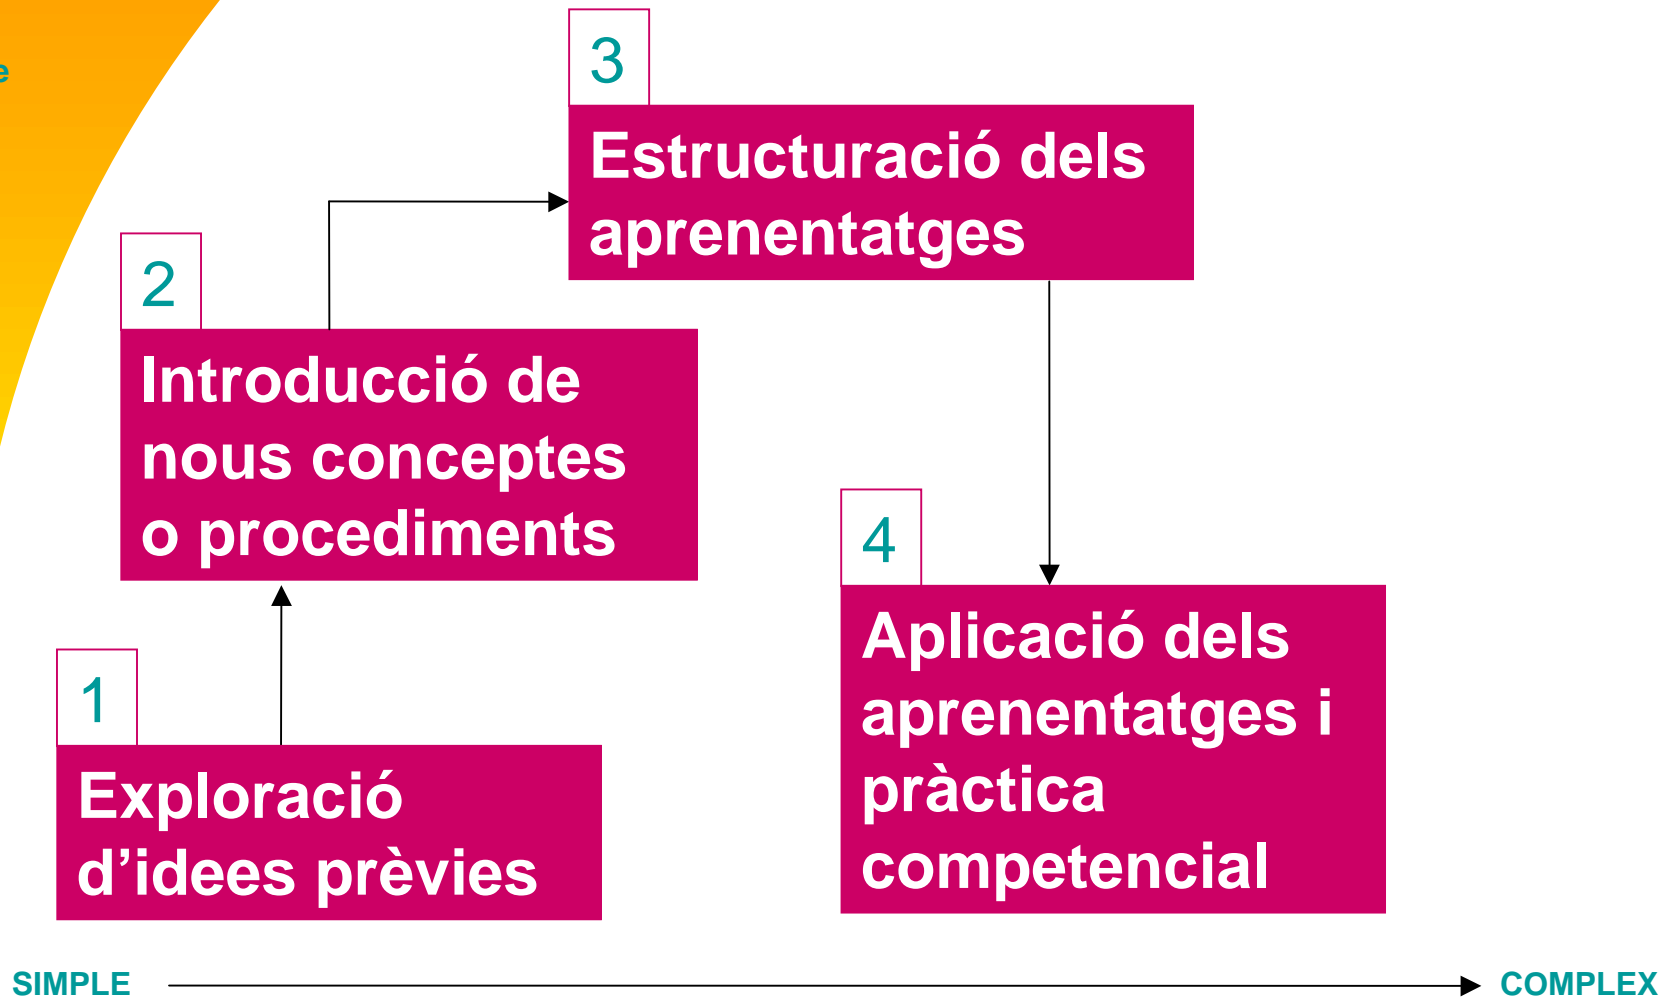 3
Estructuració dels
aprenentatges
2
Introducció de
nous conceptes
o procediments
4
Aplicació dels
aprenentatges i
pràctica
competencial
1
Exploració
d’idees prèvies
SIMPLE
COMPLEX